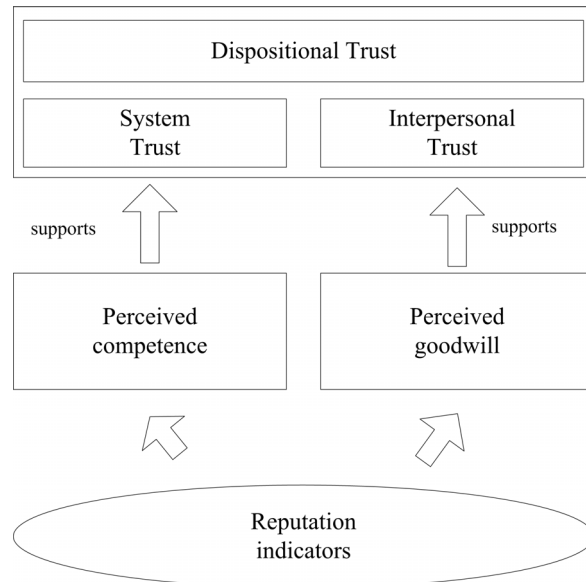 Dispositional Trust
System
Trust
Interpersonal
Trust
supports
supports
Perceived
competence
Perceived
goodwill
Reputation
indicators